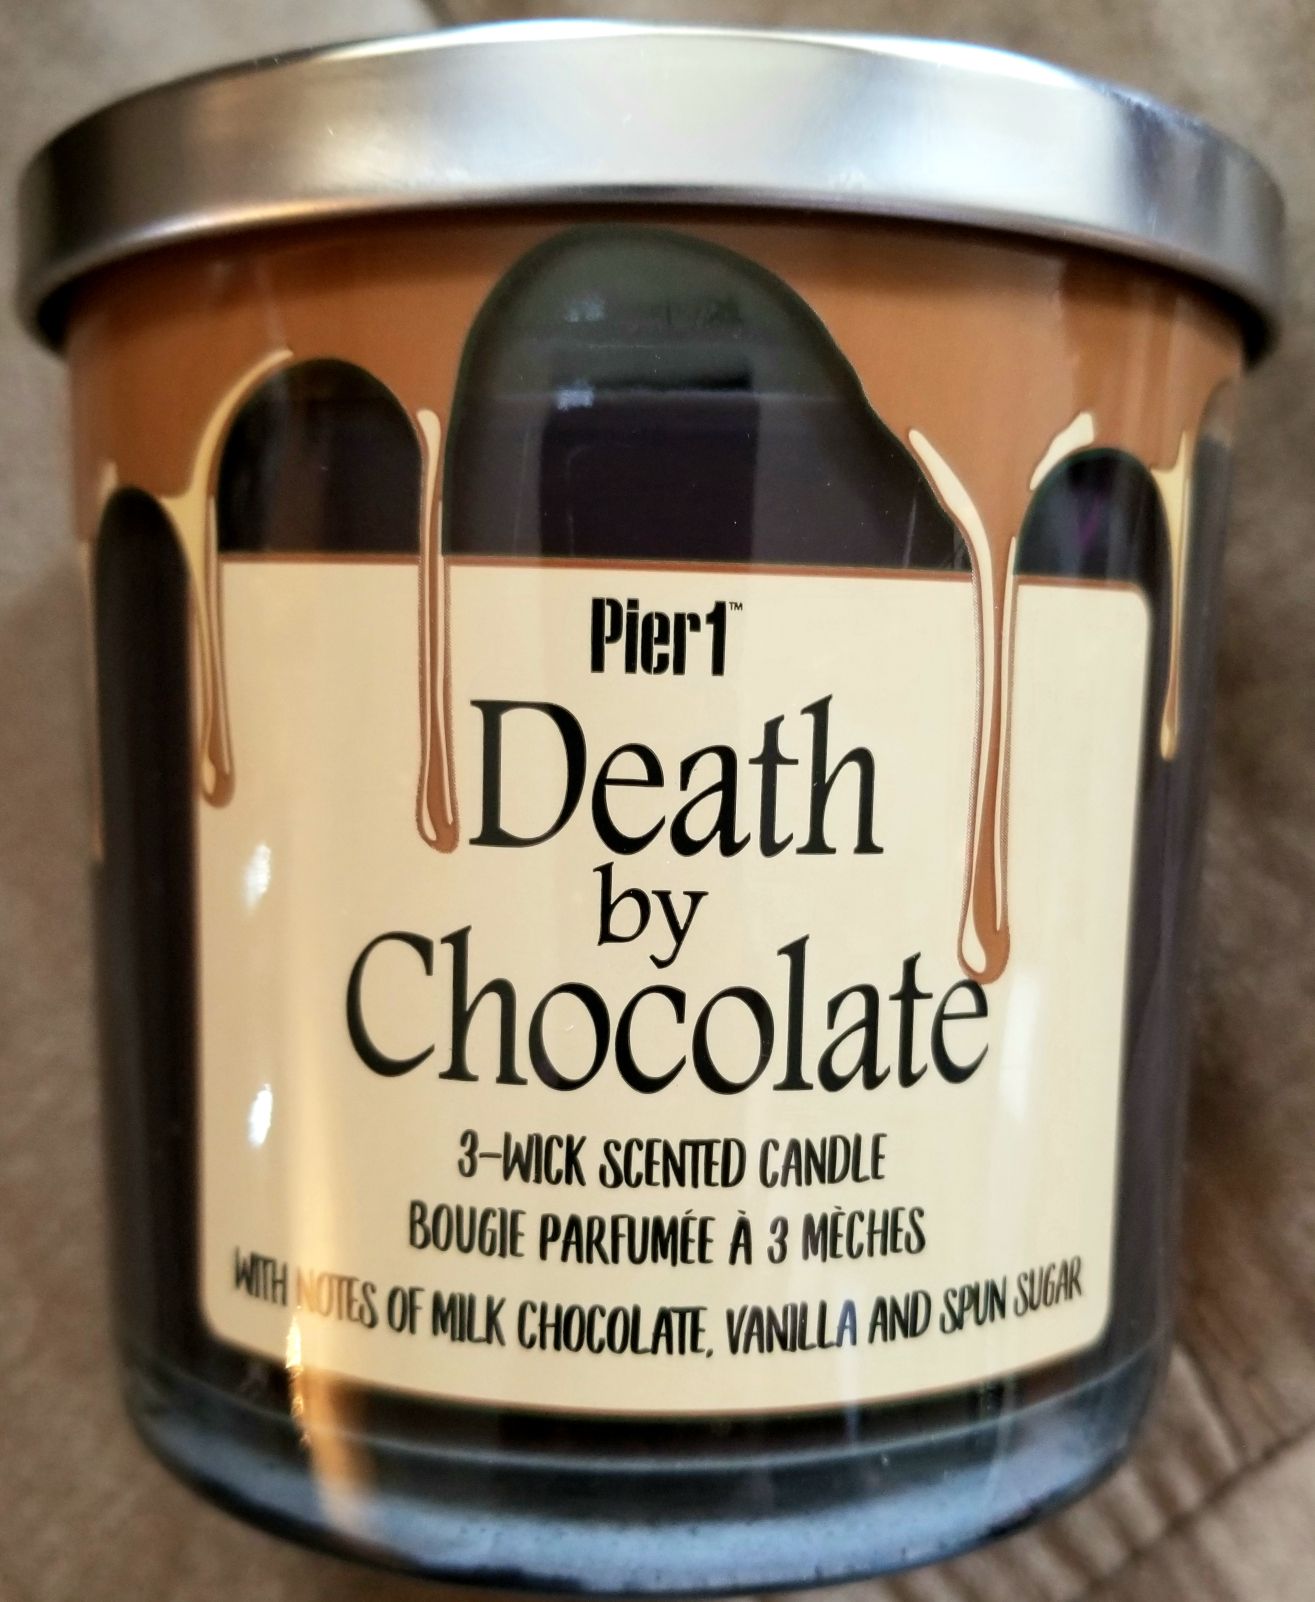 Pier1™
Death
by
Chocolate
3-WICK SCENTED CANDLE
BOUGIE PARFUMÉE À 3 MÈCHES
WITH NOTES OF MILK CHOCOLATE, VANILLA AND SPUN SUGAR